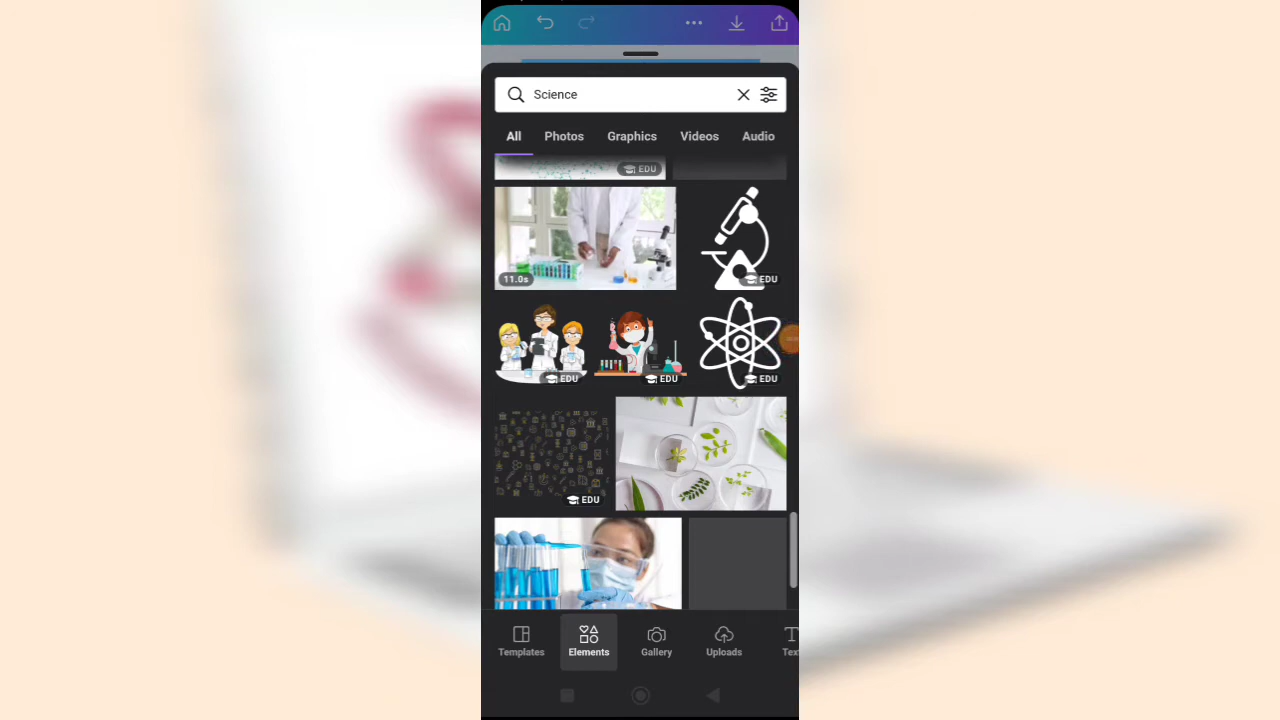 Science
All Photos Graphics Videos Audio
EDU
11.0s
EDU
EDU
EDU
EDU
EDU
Templates Elements Gallery Uploads Tex